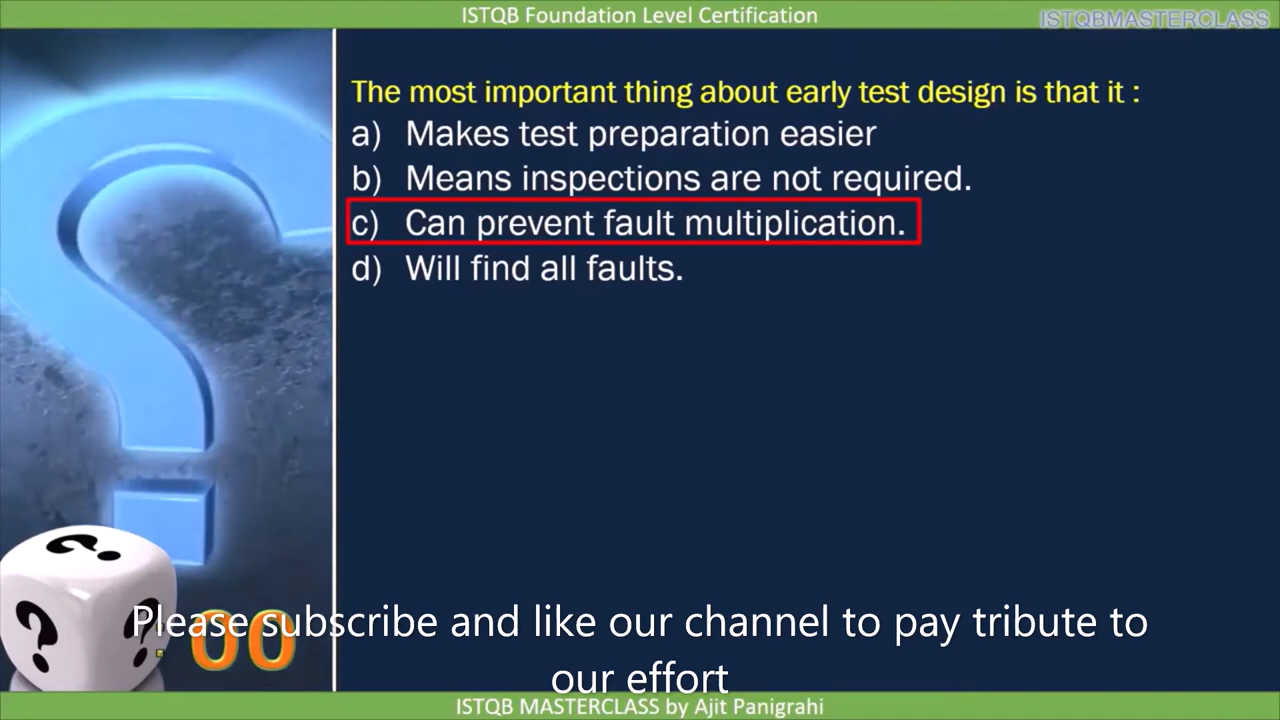 ISTQB Foundation Level Certification
ISTQBMASTERCLASS
The most important thing about early test design is that it :
a) Makes test preparation easier
b) Means inspections are not required.
c) Can prevent fault multiplication.
d) Will find all faults.
: 00
Please subscribe and like our channel to pay tribute to
our effort
ISTQB MASTERCLASS by Ajit Panigrahi